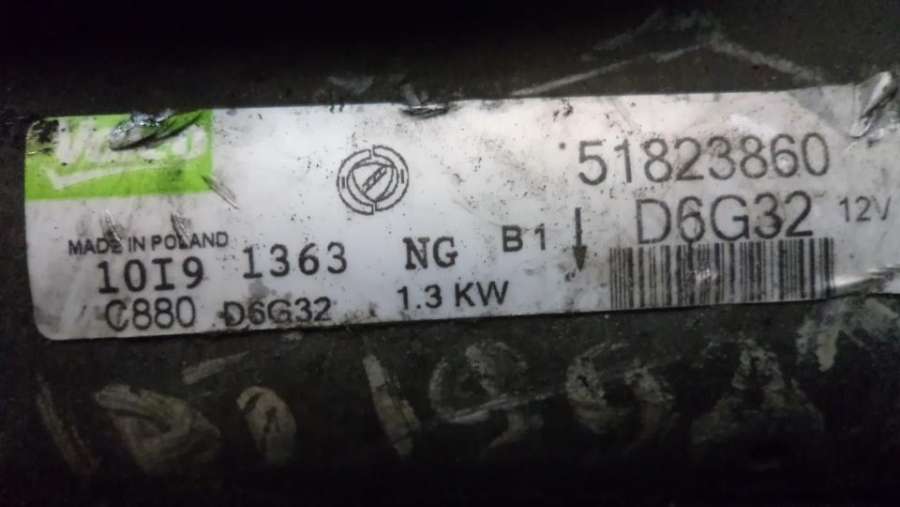 Valeo
51823860
D6G32 12V
MADE IN POLAND
10I9 1363 NG B1
C880 D6G32 1.3 KW